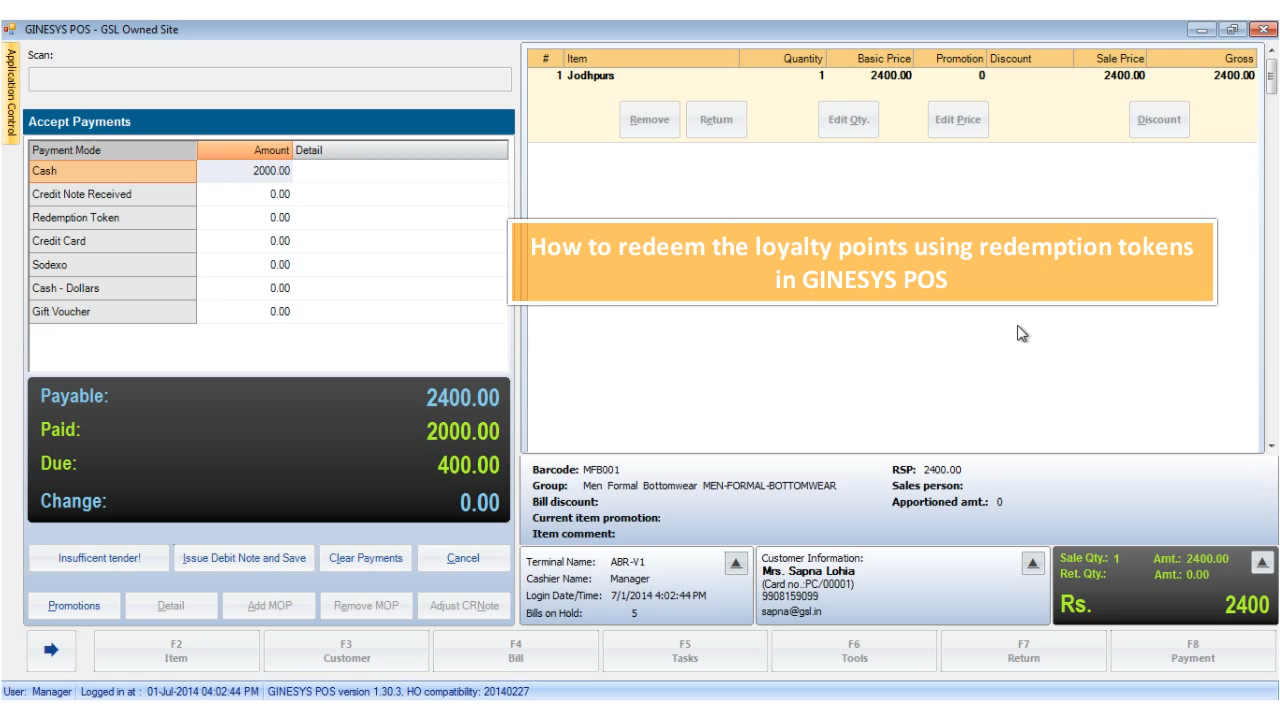 GINESYS POS - GSL Owned Site
Application Control
Scan:
Accept Payments
Payment Mode Amount Detail
Cash 2000.00
Credit Note Received 0.00
Redemption Token 0.00
Credit Card 0.00
Sodexo 0.00
Cash - Dollars 0.00
Gift Voucher 0.00
Payable: 2400.00
Paid: 2000.00
Due: 400.00
Change: 0.00
Insufficent tender! Issue Debit Note and Save Clear Payments Cancel
Promotions Detail Add MOP Remove MOP Adjust CRNote
# Item Quantity Basic Price Promotion Discount Sale Price Gross
1 Jodhpurs 1 2400.00 0 2400.00 2400.00
Remove Return Edit Qty. Edit Price Discount
How to redeem the loyalty points using redemption tokens
in GINESYS POS
Barcode: MFB001 RSP: 2400.00
Group: Men Formal Bottomwear MEN-FORMAL-BOTTOMWEAR Sales person:
Bill discount: Apportioned amt.: 0
Current item promotion:
Item comment:
Terminal Name: ABR-V1
Cashier Name: Manager
Login Date/Time: 7/1/2014 4:02:44 PM
Bills on Hold: 5
Customer Information:
Mrs. Sapna Lohia
(Card no.:PC/00001)
9908159099
sapna@gsl.in
Sale Qty.: 1 Amt.: 2400.00
Ret. Qty.: Amt.: 0.00
Rs. 2400
F2 F3 F4 F5 F6 F7 F8
Item Customer Bill Tasks Tools Return Payment
User: Manager Logged in at : 01-Jul-2014 04:02:44 PM GINESYS POS version 1.30.3, HO compatibility: 20140227